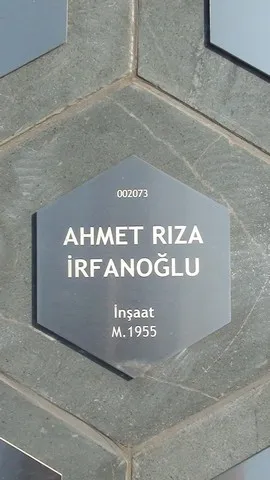 002073
AHMET RIZA
İRFANOĞLU
İnşaat
M.1955